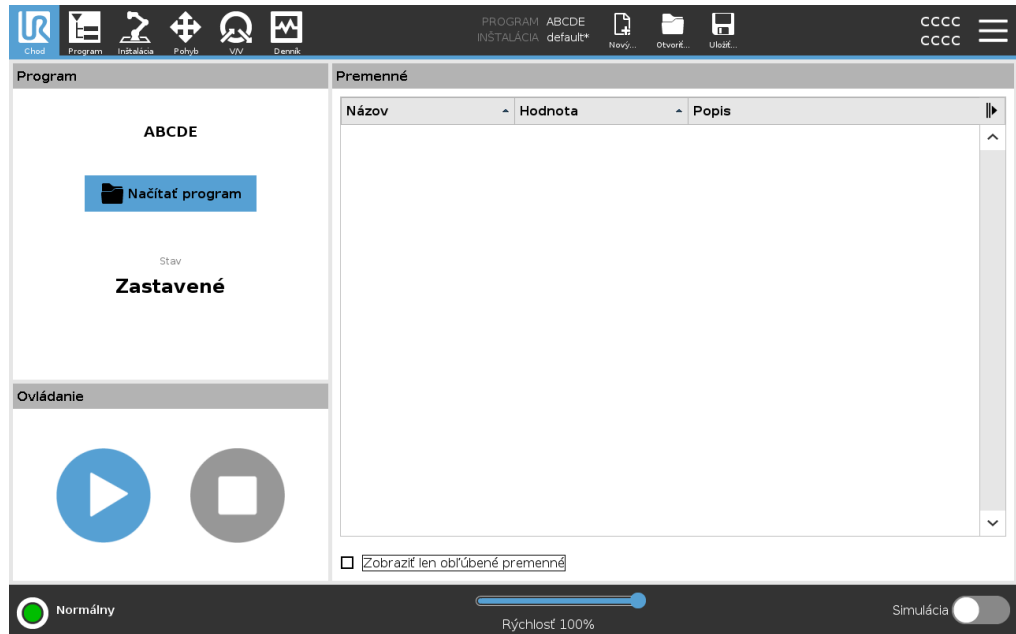 Chod
Program
Inštalácia
Pohyb
V/V
Denník
PROGRAM ABCDE
INŠTALÁCIA default*
Nový...
Otvoriť...
Uložiť...
CCCC
CCCC
Program
ABCDE
Načítať program
Stav
Zastavené
Ovládanie
Premenné
Názov Hodnota Popis
Zobraziť len obľúbené premenné
Normálny
Rýchlosť 100%
Simulácia